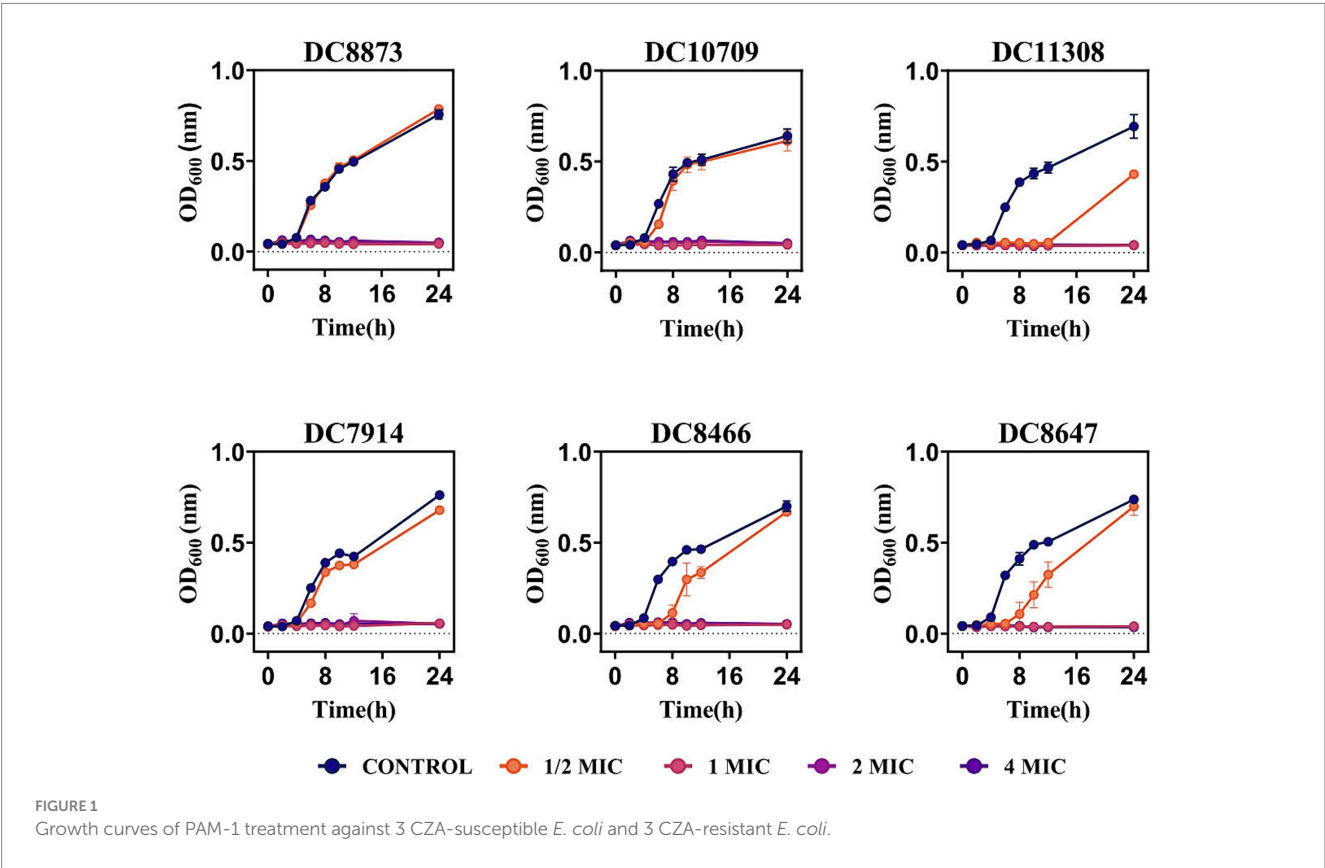 DC8873 DC10709 DC11308
1.0 1.0 1.0
OD600 (nm) OD600 (nm) OD600 (nm)
0.5 0.5 0.5
0.0 0.0 0.0
0 8 16 24 0 8 16 24 0 8 16 24
Time(h) Time(h) Time(h)
DC7914 DC8466 DC8647
1.0 1.0 1.0
OD600 (nm) OD600 (nm) OD600 (nm)
0.5 0.5 0.5
0.0 0.0 0.0
0 8 16 24 0 8 16 24 0 8 16 24
Time(h) Time(h) Time(h)
CONTROL 1/2 MIC 1 MIC 2 MIC 4 MIC
FIGURE 1
Growth curves of PAM-1 treatment against 3 CZA-susceptible E. coli and 3 CZA-resistant E. coli.